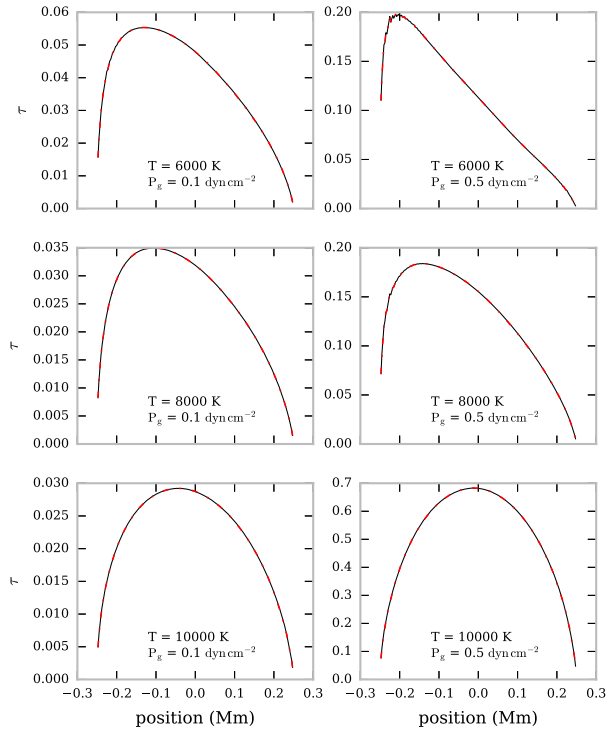 0.06
0.05
0.04
0.03
0.02
0.01
0.00
τ
T = 6000 K
P_g = 0.1 dyn cm⁻²
0.20
0.15
0.10
0.05
0.00
T = 6000 K
P_g = 0.5 dyn cm⁻²
0.035
0.030
0.025
0.020
0.015
0.010
0.005
0.000
τ
T = 8000 K
P_g = 0.1 dyn cm⁻²
0.20
0.15
0.10
0.05
0.00
T = 8000 K
P_g = 0.5 dyn cm⁻²
0.030
0.025
0.020
0.015
0.010
0.005
0.000
τ
T = 10000 K
P_g = 0.1 dyn cm⁻²
−0.3 −0.2 −0.1 0.0 0.1 0.2 0.3
position (Mm)
0.7
0.6
0.5
0.4
0.3
0.2
0.1
0.0
T = 10000 K
P_g = 0.5 dyn cm⁻²
−0.3 −0.2 −0.1 0.0 0.1 0.2 0.3
position (Mm)